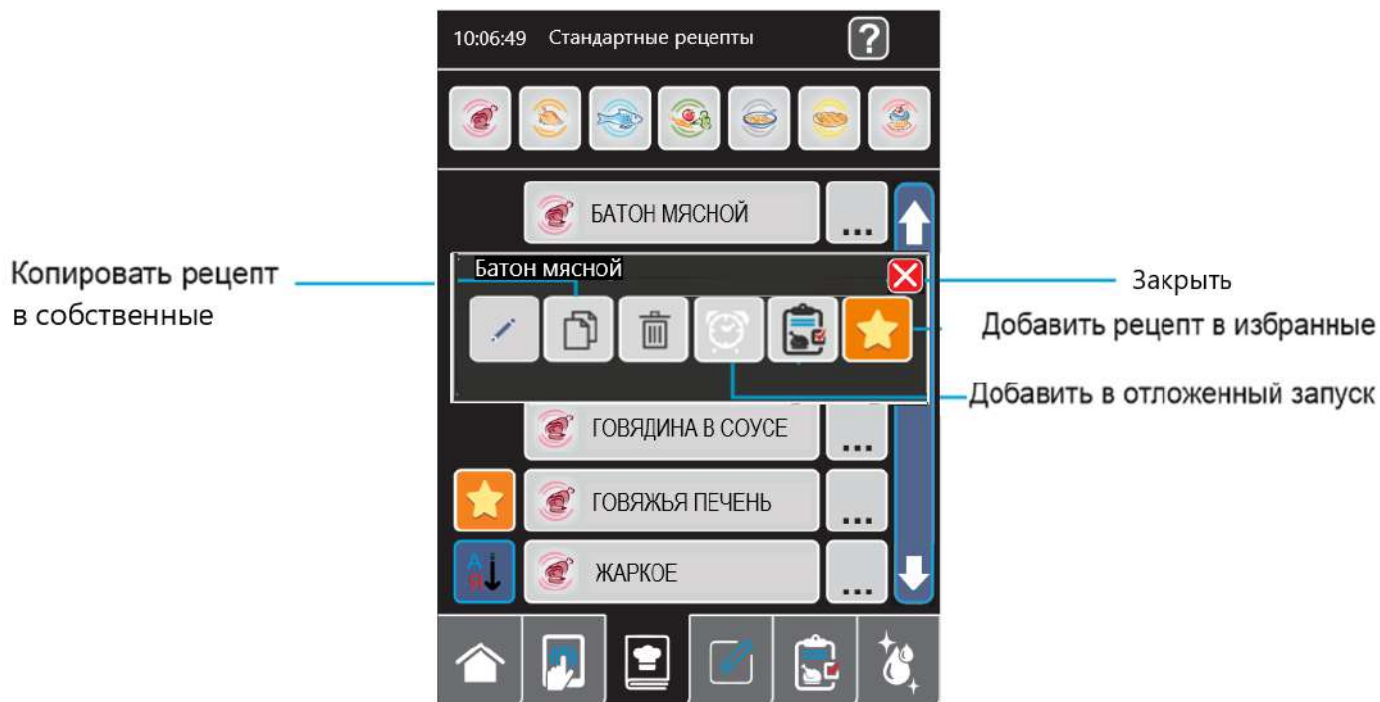 10:06:49 Стандартные рецепты ?
БАТОН МЯСНОЙ ...
Копировать рецепт
в собственные
Батон мясной
Закрыть
Добавить рецепт в избранные
Добавить в отложенный запуск
ГОВЯДИНА В СОУСЕ ...
ГОВЯЖЬЯ ПЕЧЕНЬ ...
А
Я
ЖАРКОЕ ...